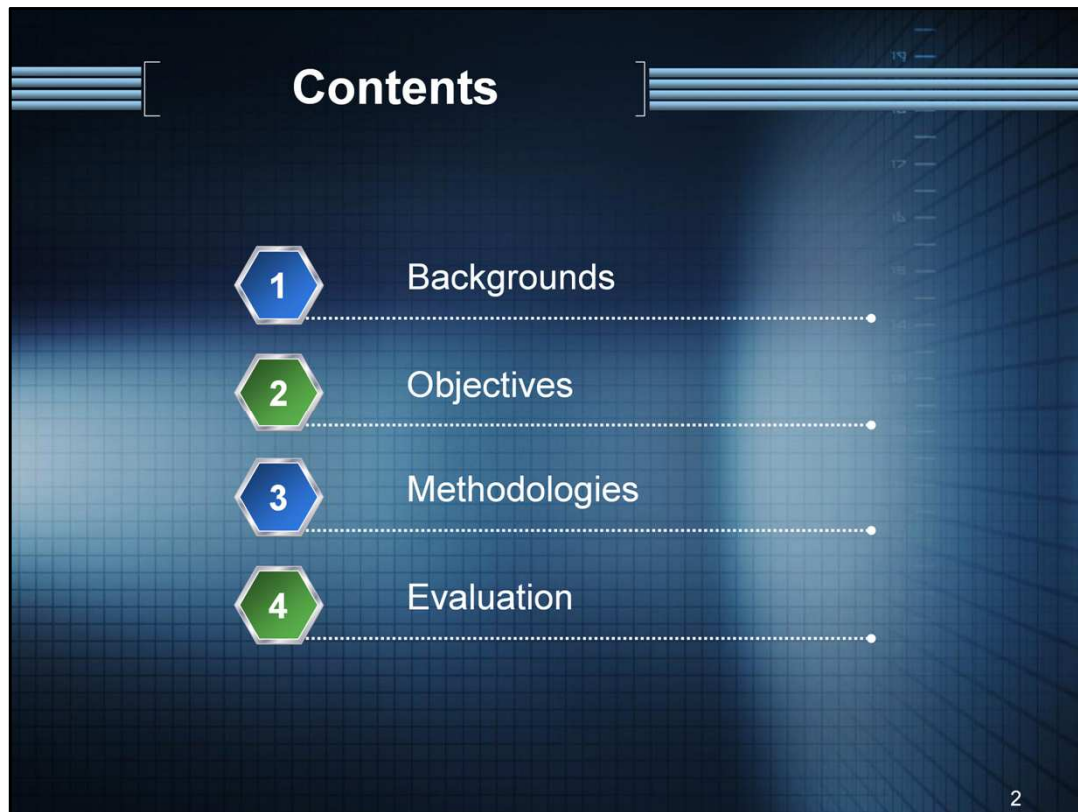 Contents
1 Backgrounds
2 Objectives
3 Methodologies
4 Evaluation
2